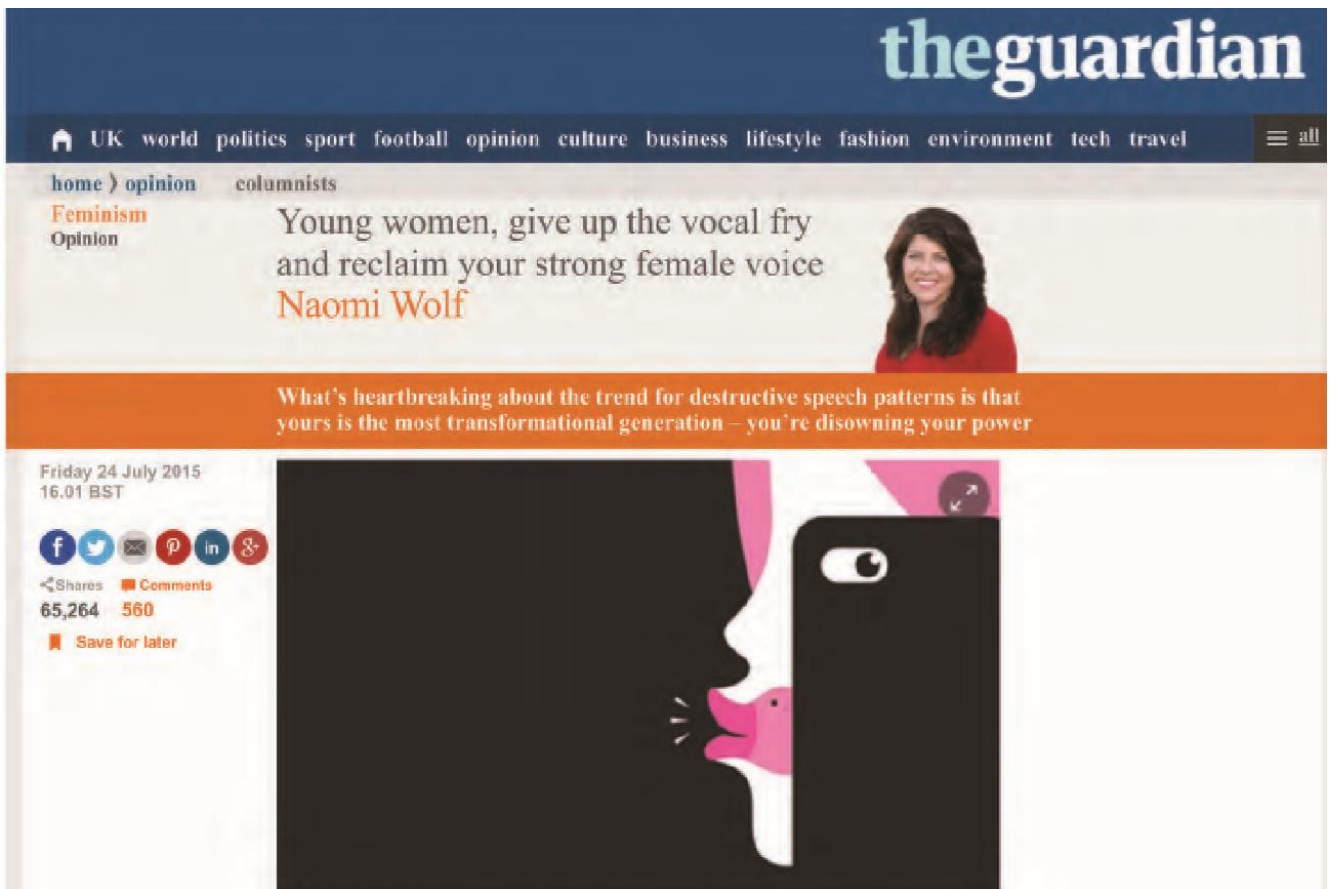 theguardian
UK world politics sport football opinion culture business lifestyle fashion environment tech travel all
home › opinion columnists
Feminism
Opinion
Young women, give up the vocal fry
and reclaim your strong female voice
Naomi Wolf
What's heartbreaking about the trend for destructive speech patterns is that
yours is the most transformational generation – you're disowning your power
Friday 24 July 2015
16.01 BST
f in 8+
Shares Comments
65,264 560
Save for later